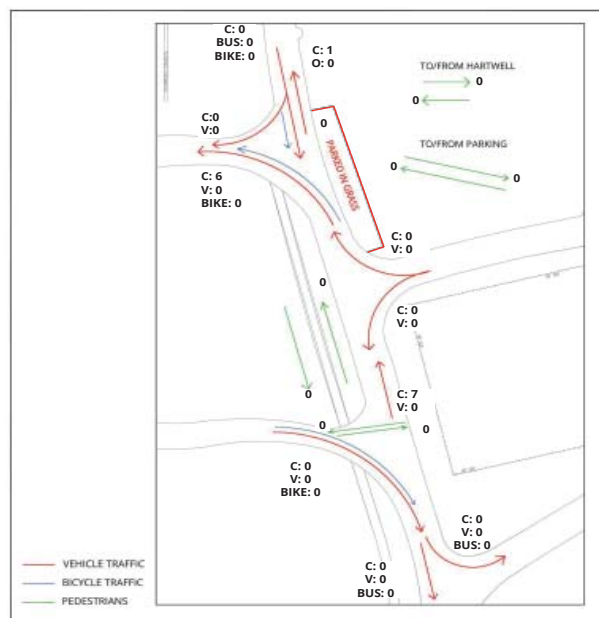 C: 0
BUS: 0
BIKE: 0
C: 1
O: 0
TO/FROM HARTWELL
0
0
C:0
V:0
0
PARKED IN GRASS
TO/FROM PARKING
0
0
C: 6
V: 0
BIKE: 0
C: 0
V: 0
0
C: 0
V: 0
0
C: 7
V: 0
0
0
C: 0
V: 0
BIKE: 0
C: 0
V: 0
BUS: 0
C: 0
V: 0
BUS: 0
VEHICLE TRAFFIC
BICYCLE TRAFFIC
PEDESTRIANS